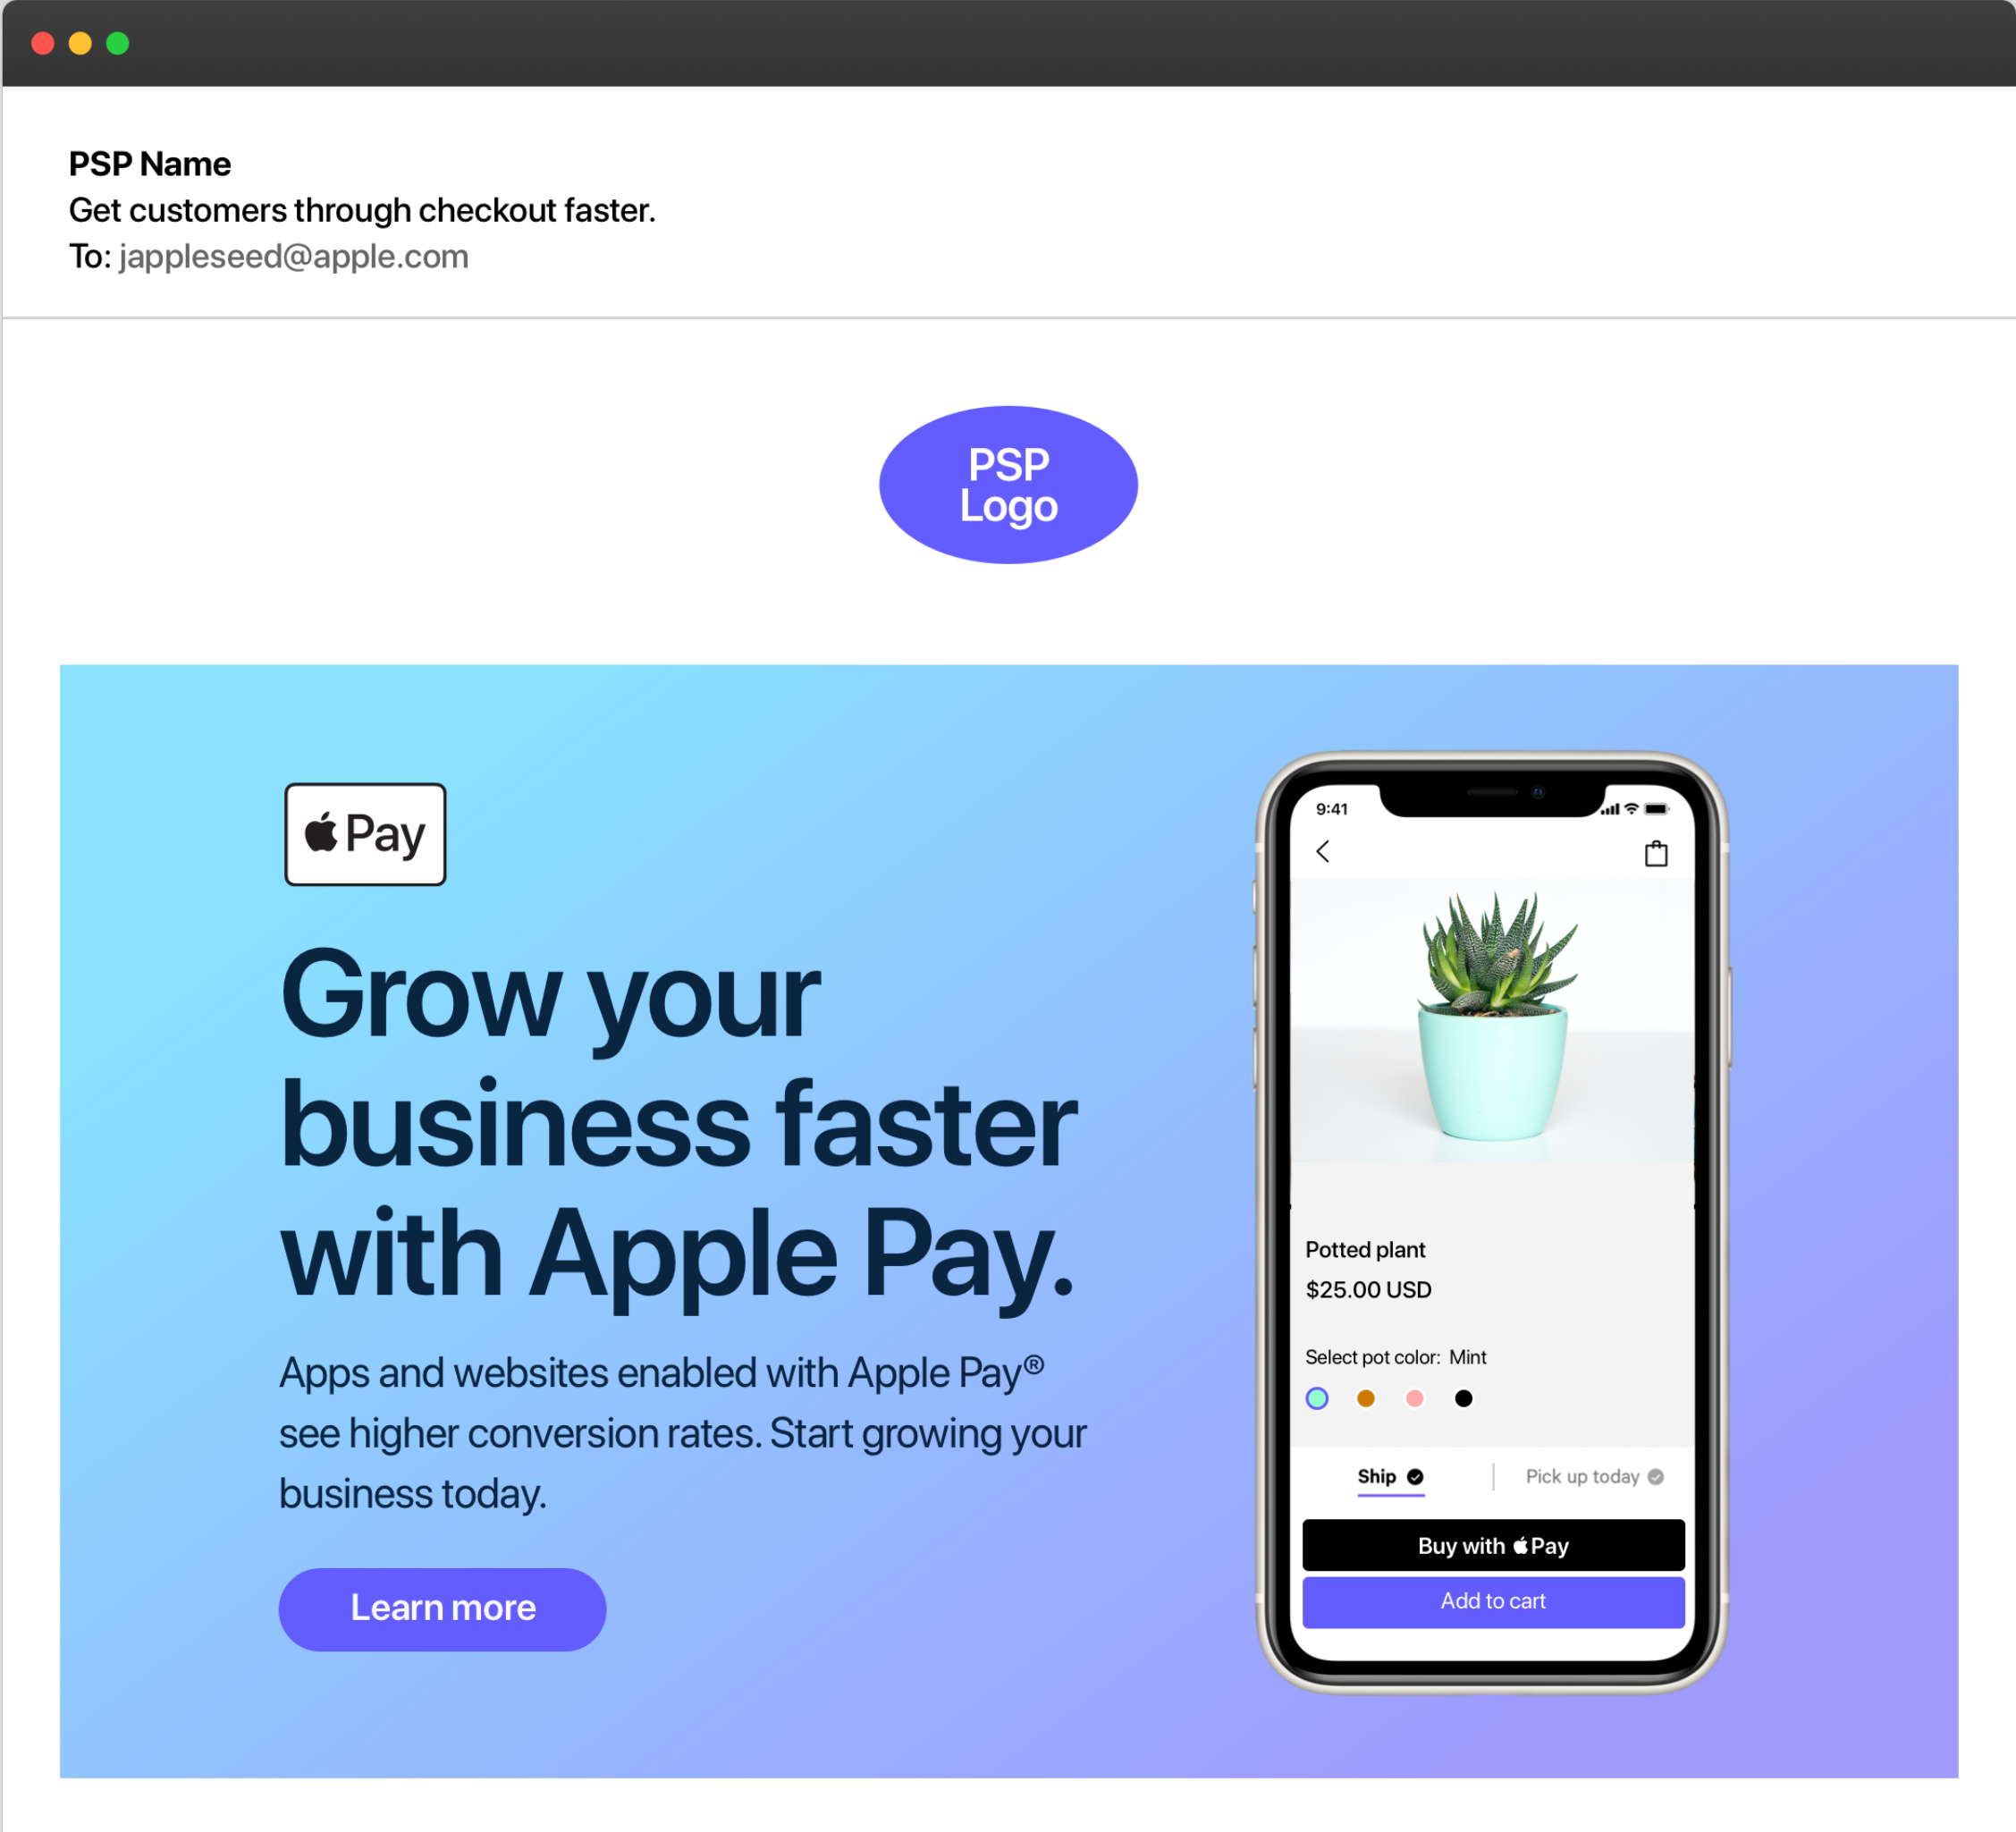 PSP Name
Get customers through checkout faster.
To: jappleseed@apple.com
PSP
Logo
Pay
Grow your
business faster
with Apple Pay.
Apps and websites enabled with Apple Pay®
see higher conversion rates. Start growing your
business today.
Learn more
9:41
Potted plant
$25.00 USD
Select pot color: Mint
Ship
Pick up today
Buy with Pay
Add to cart